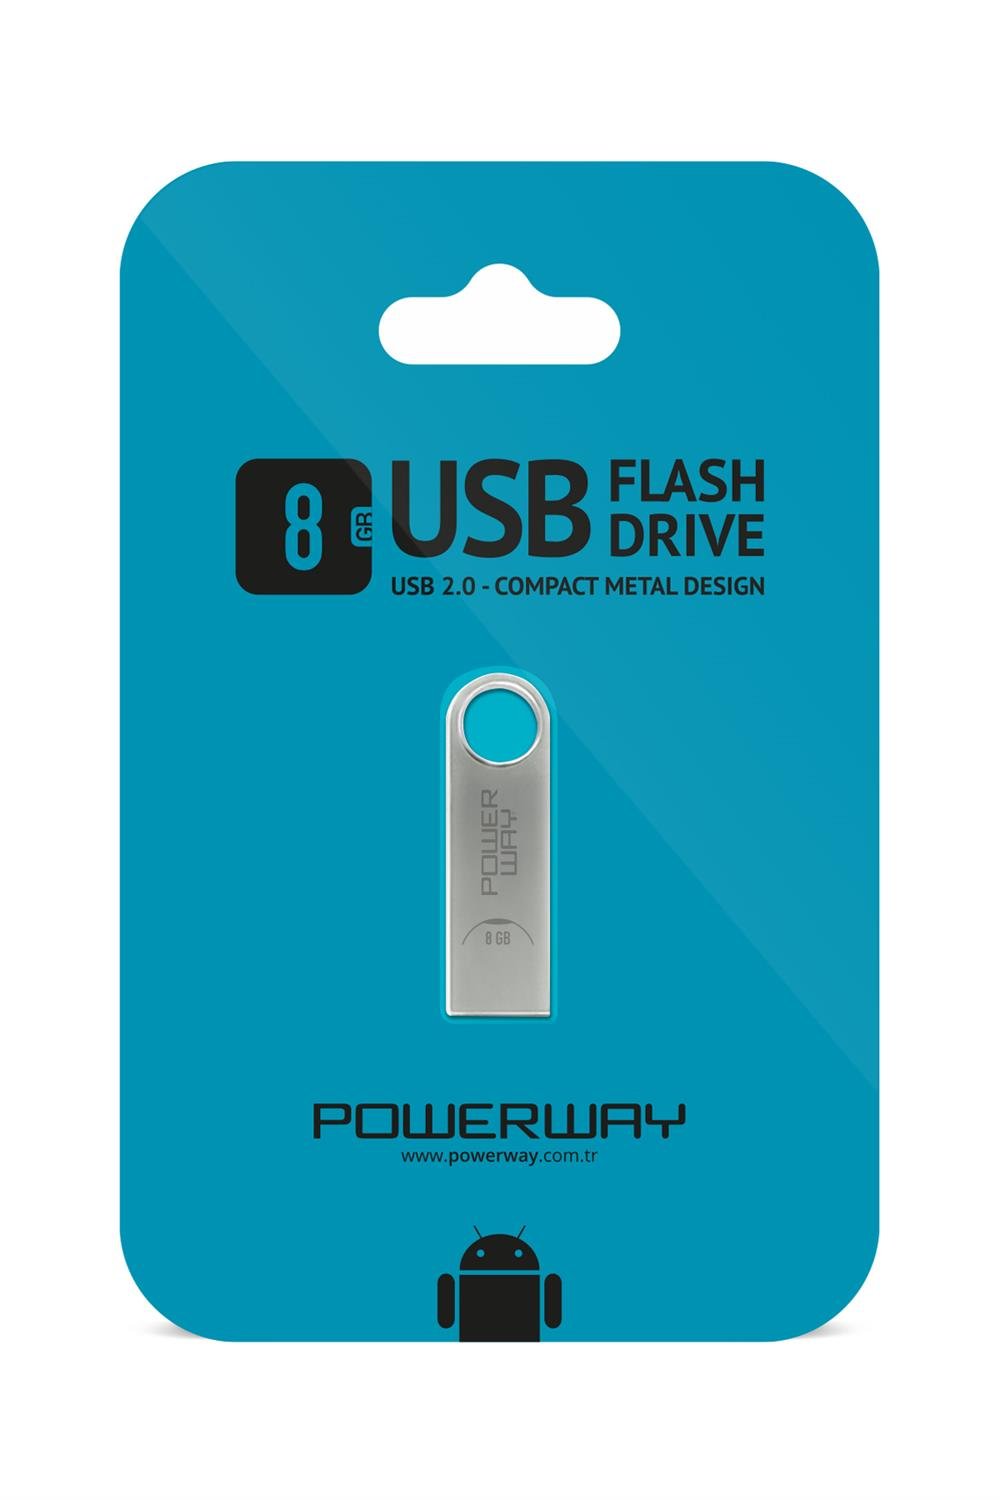 8 GB
USB FLASH
DRIVE
USB 2.0 - COMPACT METAL DESIGN
POWER
WAY
8 GB
POWERWAY
www.powerway.com.tr